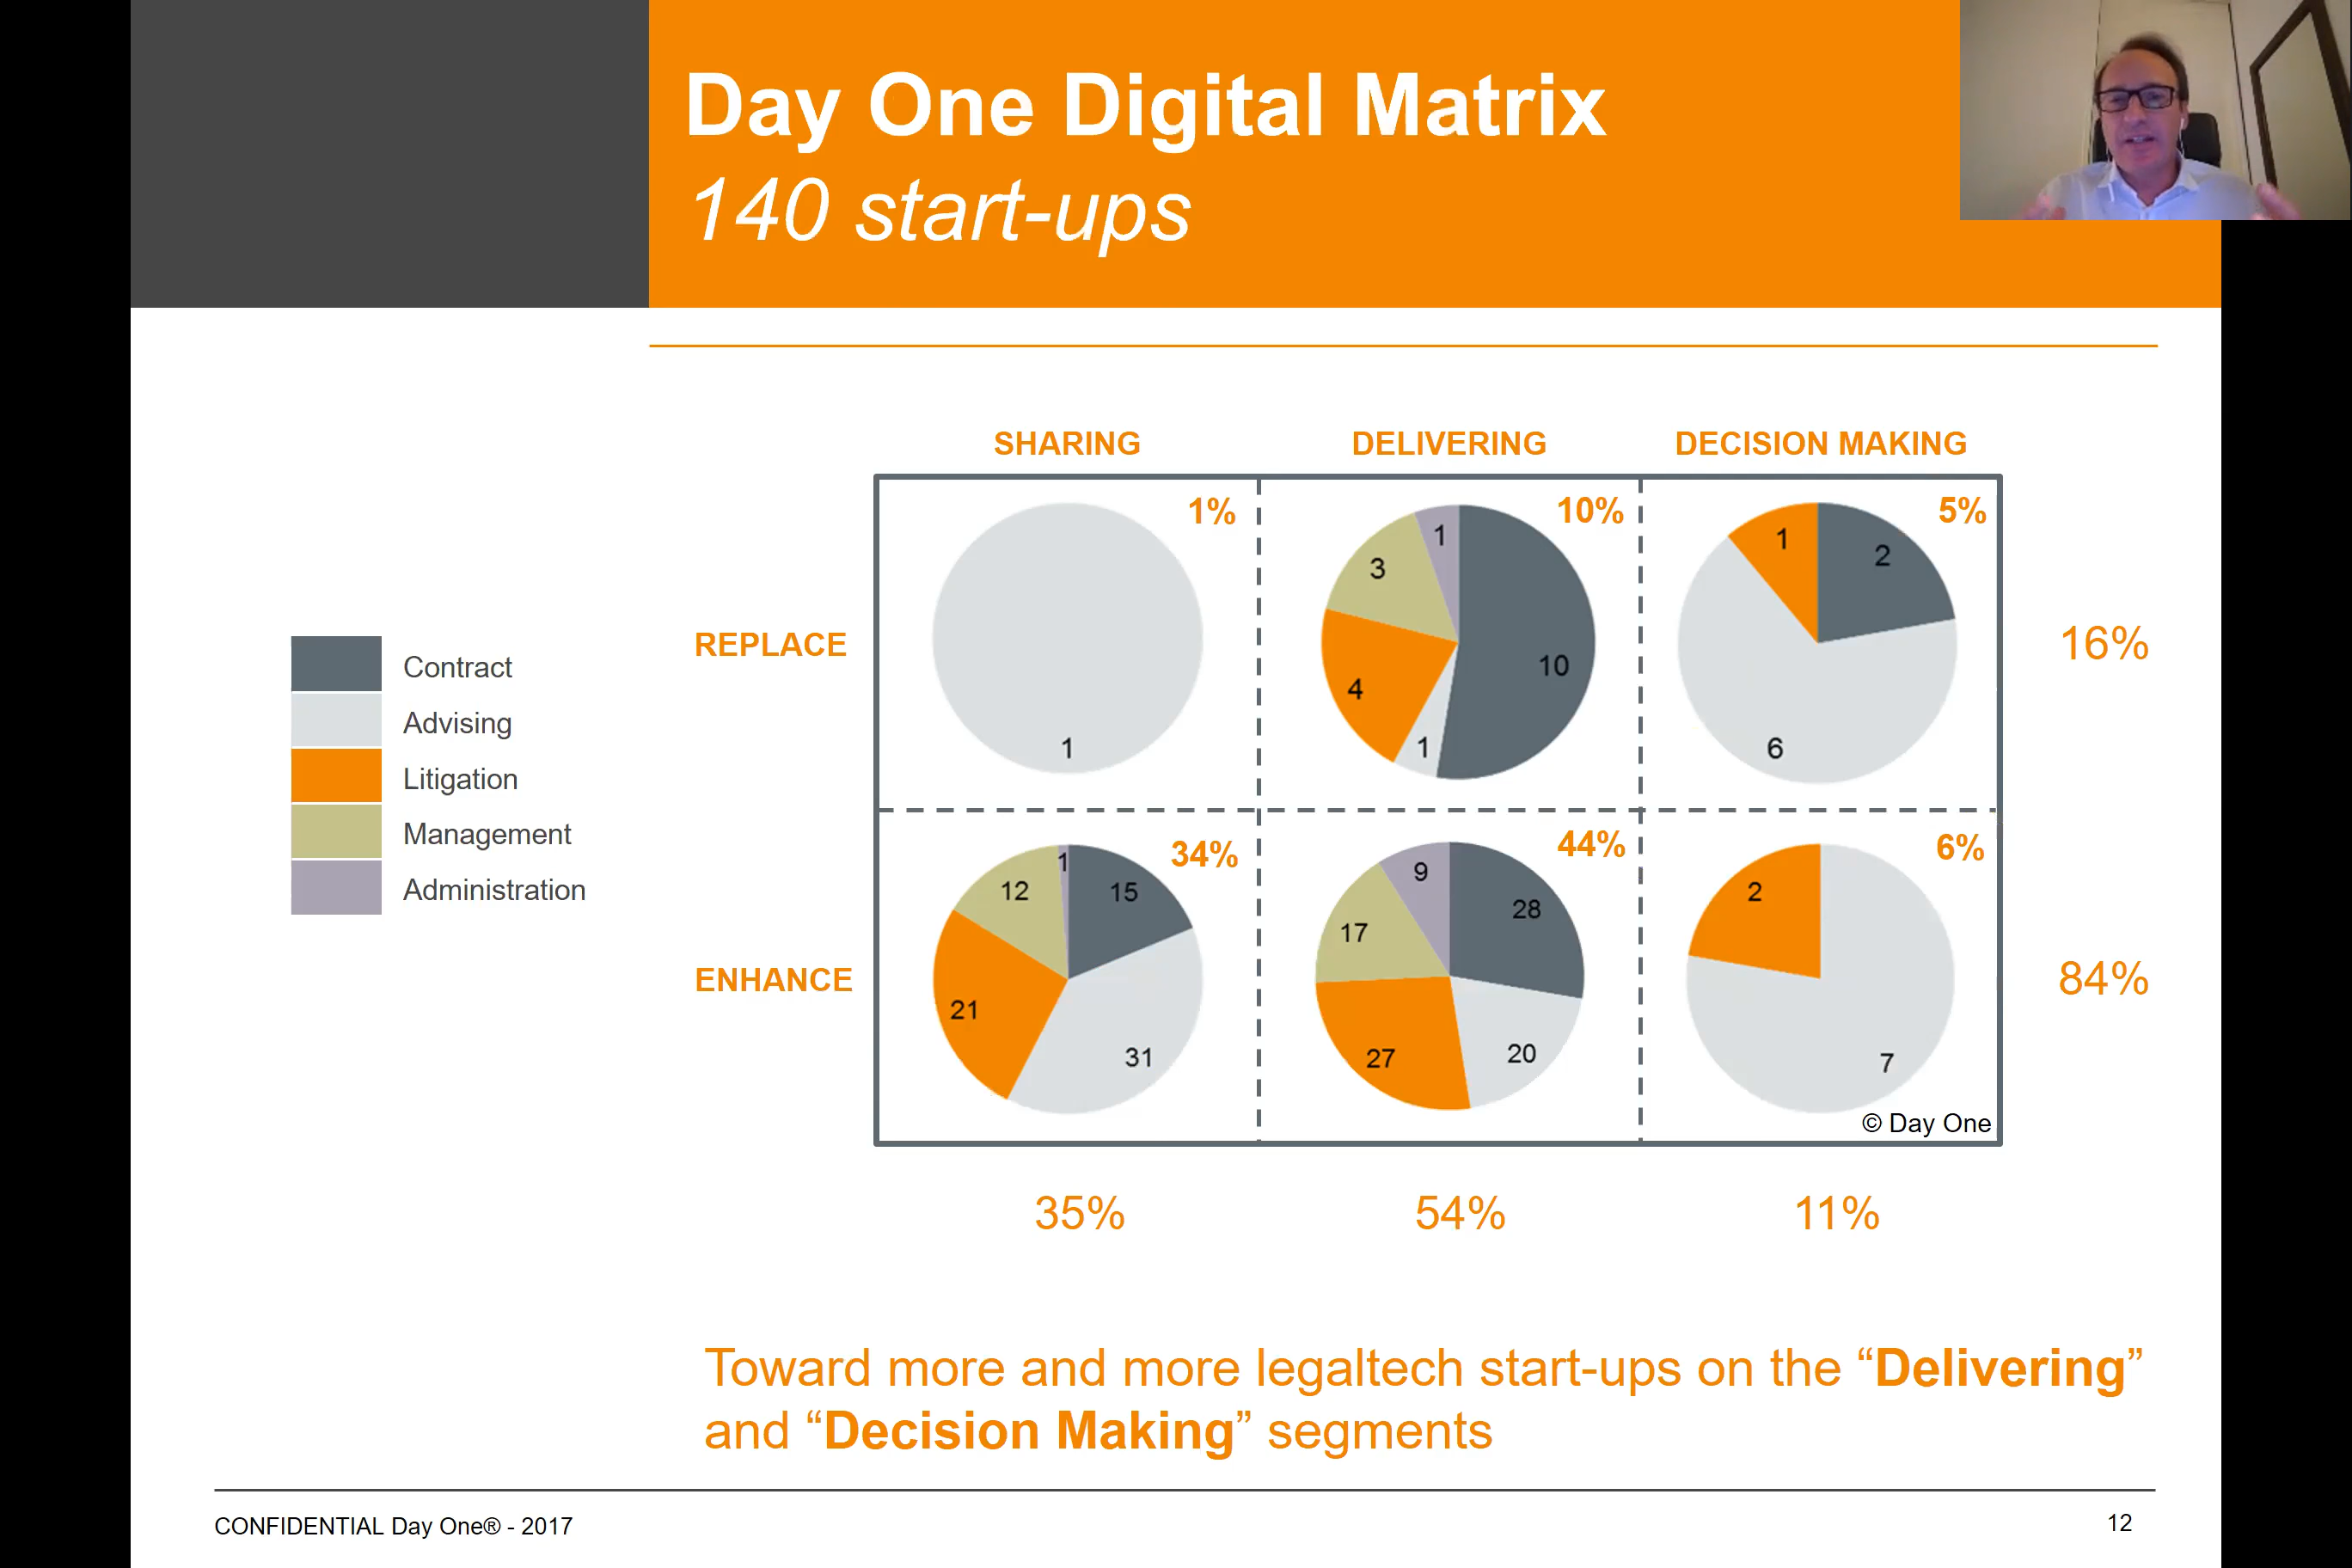 Day One Digital Matrix
140 start-ups
SHARING
DELIVERING
DECISION MAKING
1%
10%
5%
1
3
1
2
REPLACE
16%
10
4
1
1
6
Contract
Advising
Litigation
Management
Administration
34%
44%
6%
1
12
15
9
28
2
17
ENHANCE
84%
21
31
27
20
7
© Day One
35%
54%
11%
Toward more and more legaltech start-ups on the “Delivering”
and “Decision Making” segments
CONFIDENTIAL Day One® - 2017
12